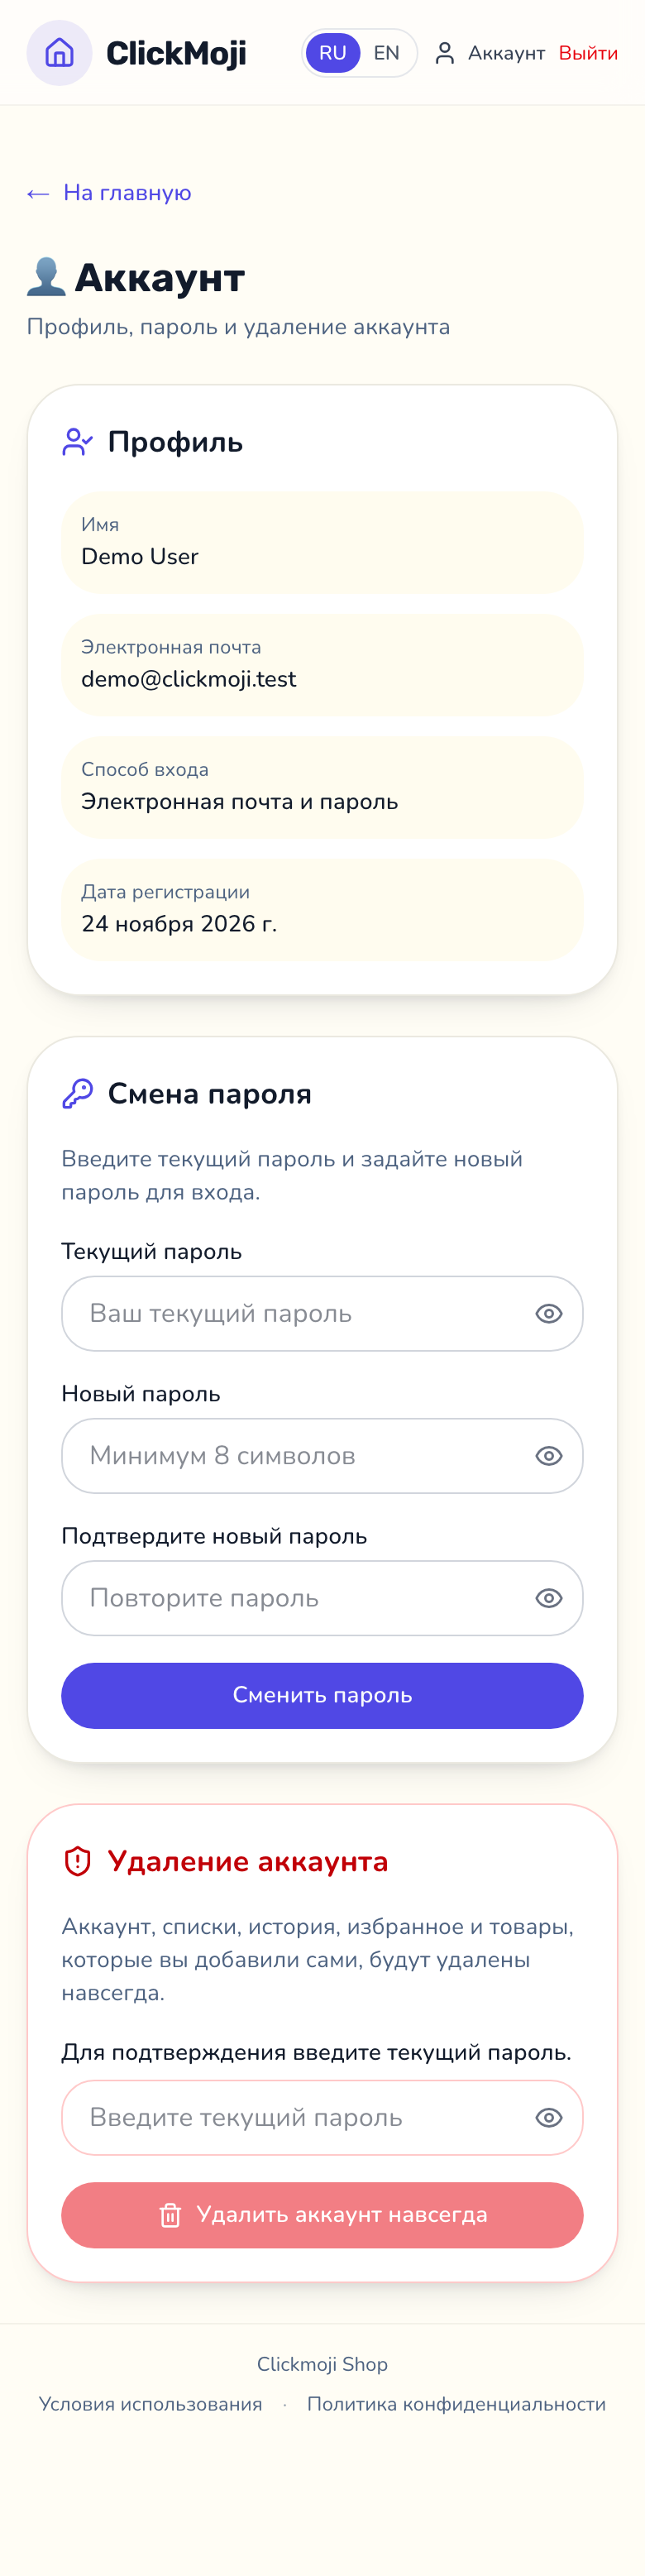 ClickMoji
RU EN Аккаунт Выйти
← На главную
👤 Аккаунт
Профиль, пароль и удаление аккаунта
Профиль
Имя
Demo User
Электронная почта
demo@clickmoji.test
Способ входа
Электронная почта и пароль
Дата регистрации
24 ноября 2026 г.
Смена пароля
Введите текущий пароль и задайте новый
пароль для входа.
Текущий пароль
Ваш текущий пароль
Новый пароль
Минимум 8 символов
Подтвердите новый пароль
Повторите пароль
Сменить пароль
Удаление аккаунта
Аккаунт, списки, история, избранное и товары,
которые вы добавили сами, будут удалены
навсегда.
Для подтверждения введите текущий пароль.
Введите текущий пароль
Удалить аккаунт навсегда
Clickmoji Shop
Условия использования · Политика конфиденциальности